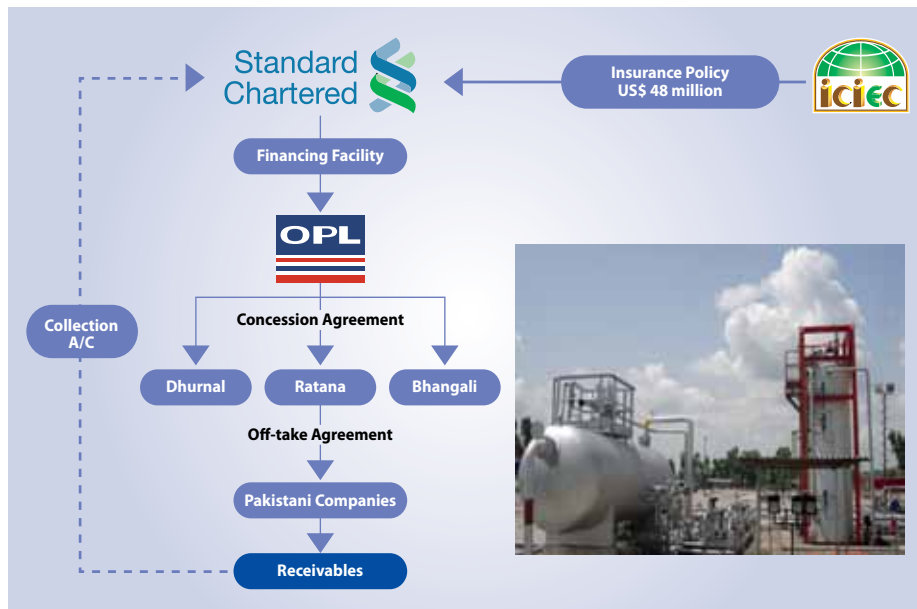 Standard
Chartered
Insurance Policy
US$ 48 million
iciec
Financing Facility
OPL
Concession Agreement
Collection
A/C
Dhurnal
Ratana
Bhangali
Off-take Agreement
Pakistani Companies
Receivables